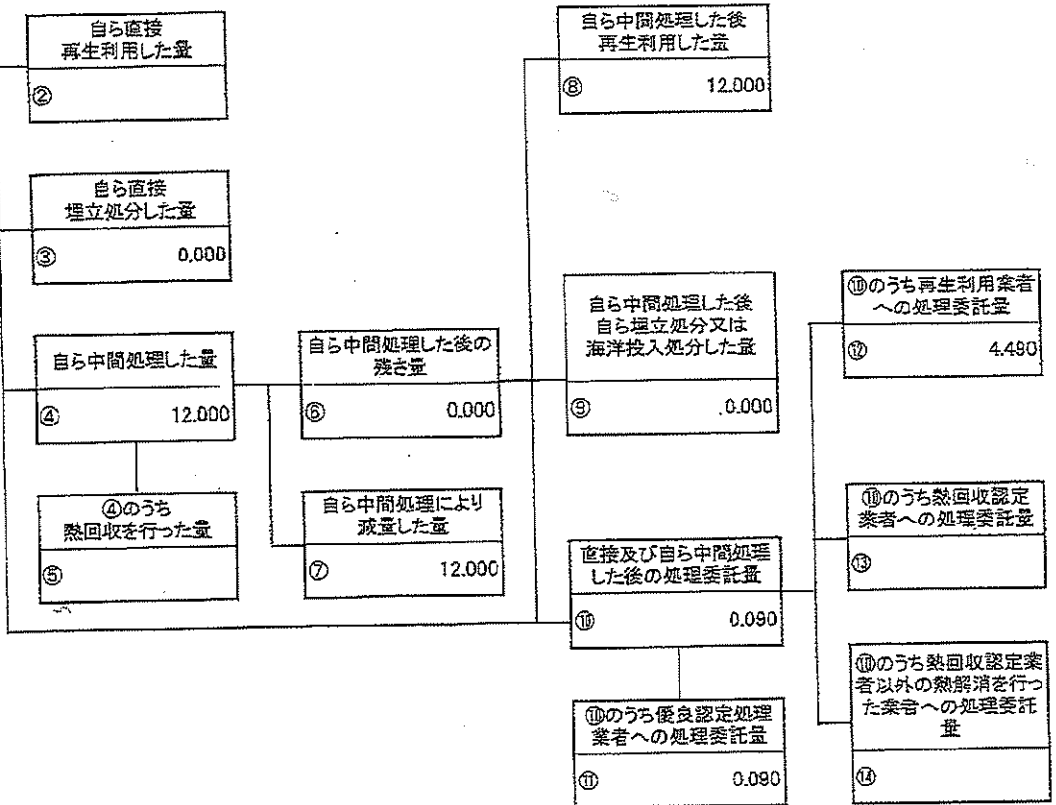 自ら直接
再生利用した量
②
自ら直接
埋立処分した量
③ 0.000
自ら中間処理した量
④ 12.000
④のうち
熱回収を行った量
⑤
自ら中間処理した後の
残さ量
⑥ 0.000
自ら中間処理により
減量した量
⑦ 12.000
自ら中間処理した後
再生利用した量
⑧ 12.000
自ら中間処理した後
自ら埋立処分又は
海洋投入処分した量
⑨ 0.000
直接及び自ら中間処理
した後の処理委託量
⑩ 0.090
⑩のうち優良認定処理
業者への処理委託量
⑪ 0.090
⑩のうち再生利用業者
への処理委託量
⑫ 4.490
⑩のうち熱回収認定
業者への処理委託量
⑬
⑩のうち熱回収認定業
者以外の熱解消を行っ
た業者への処理委託
量
⑭